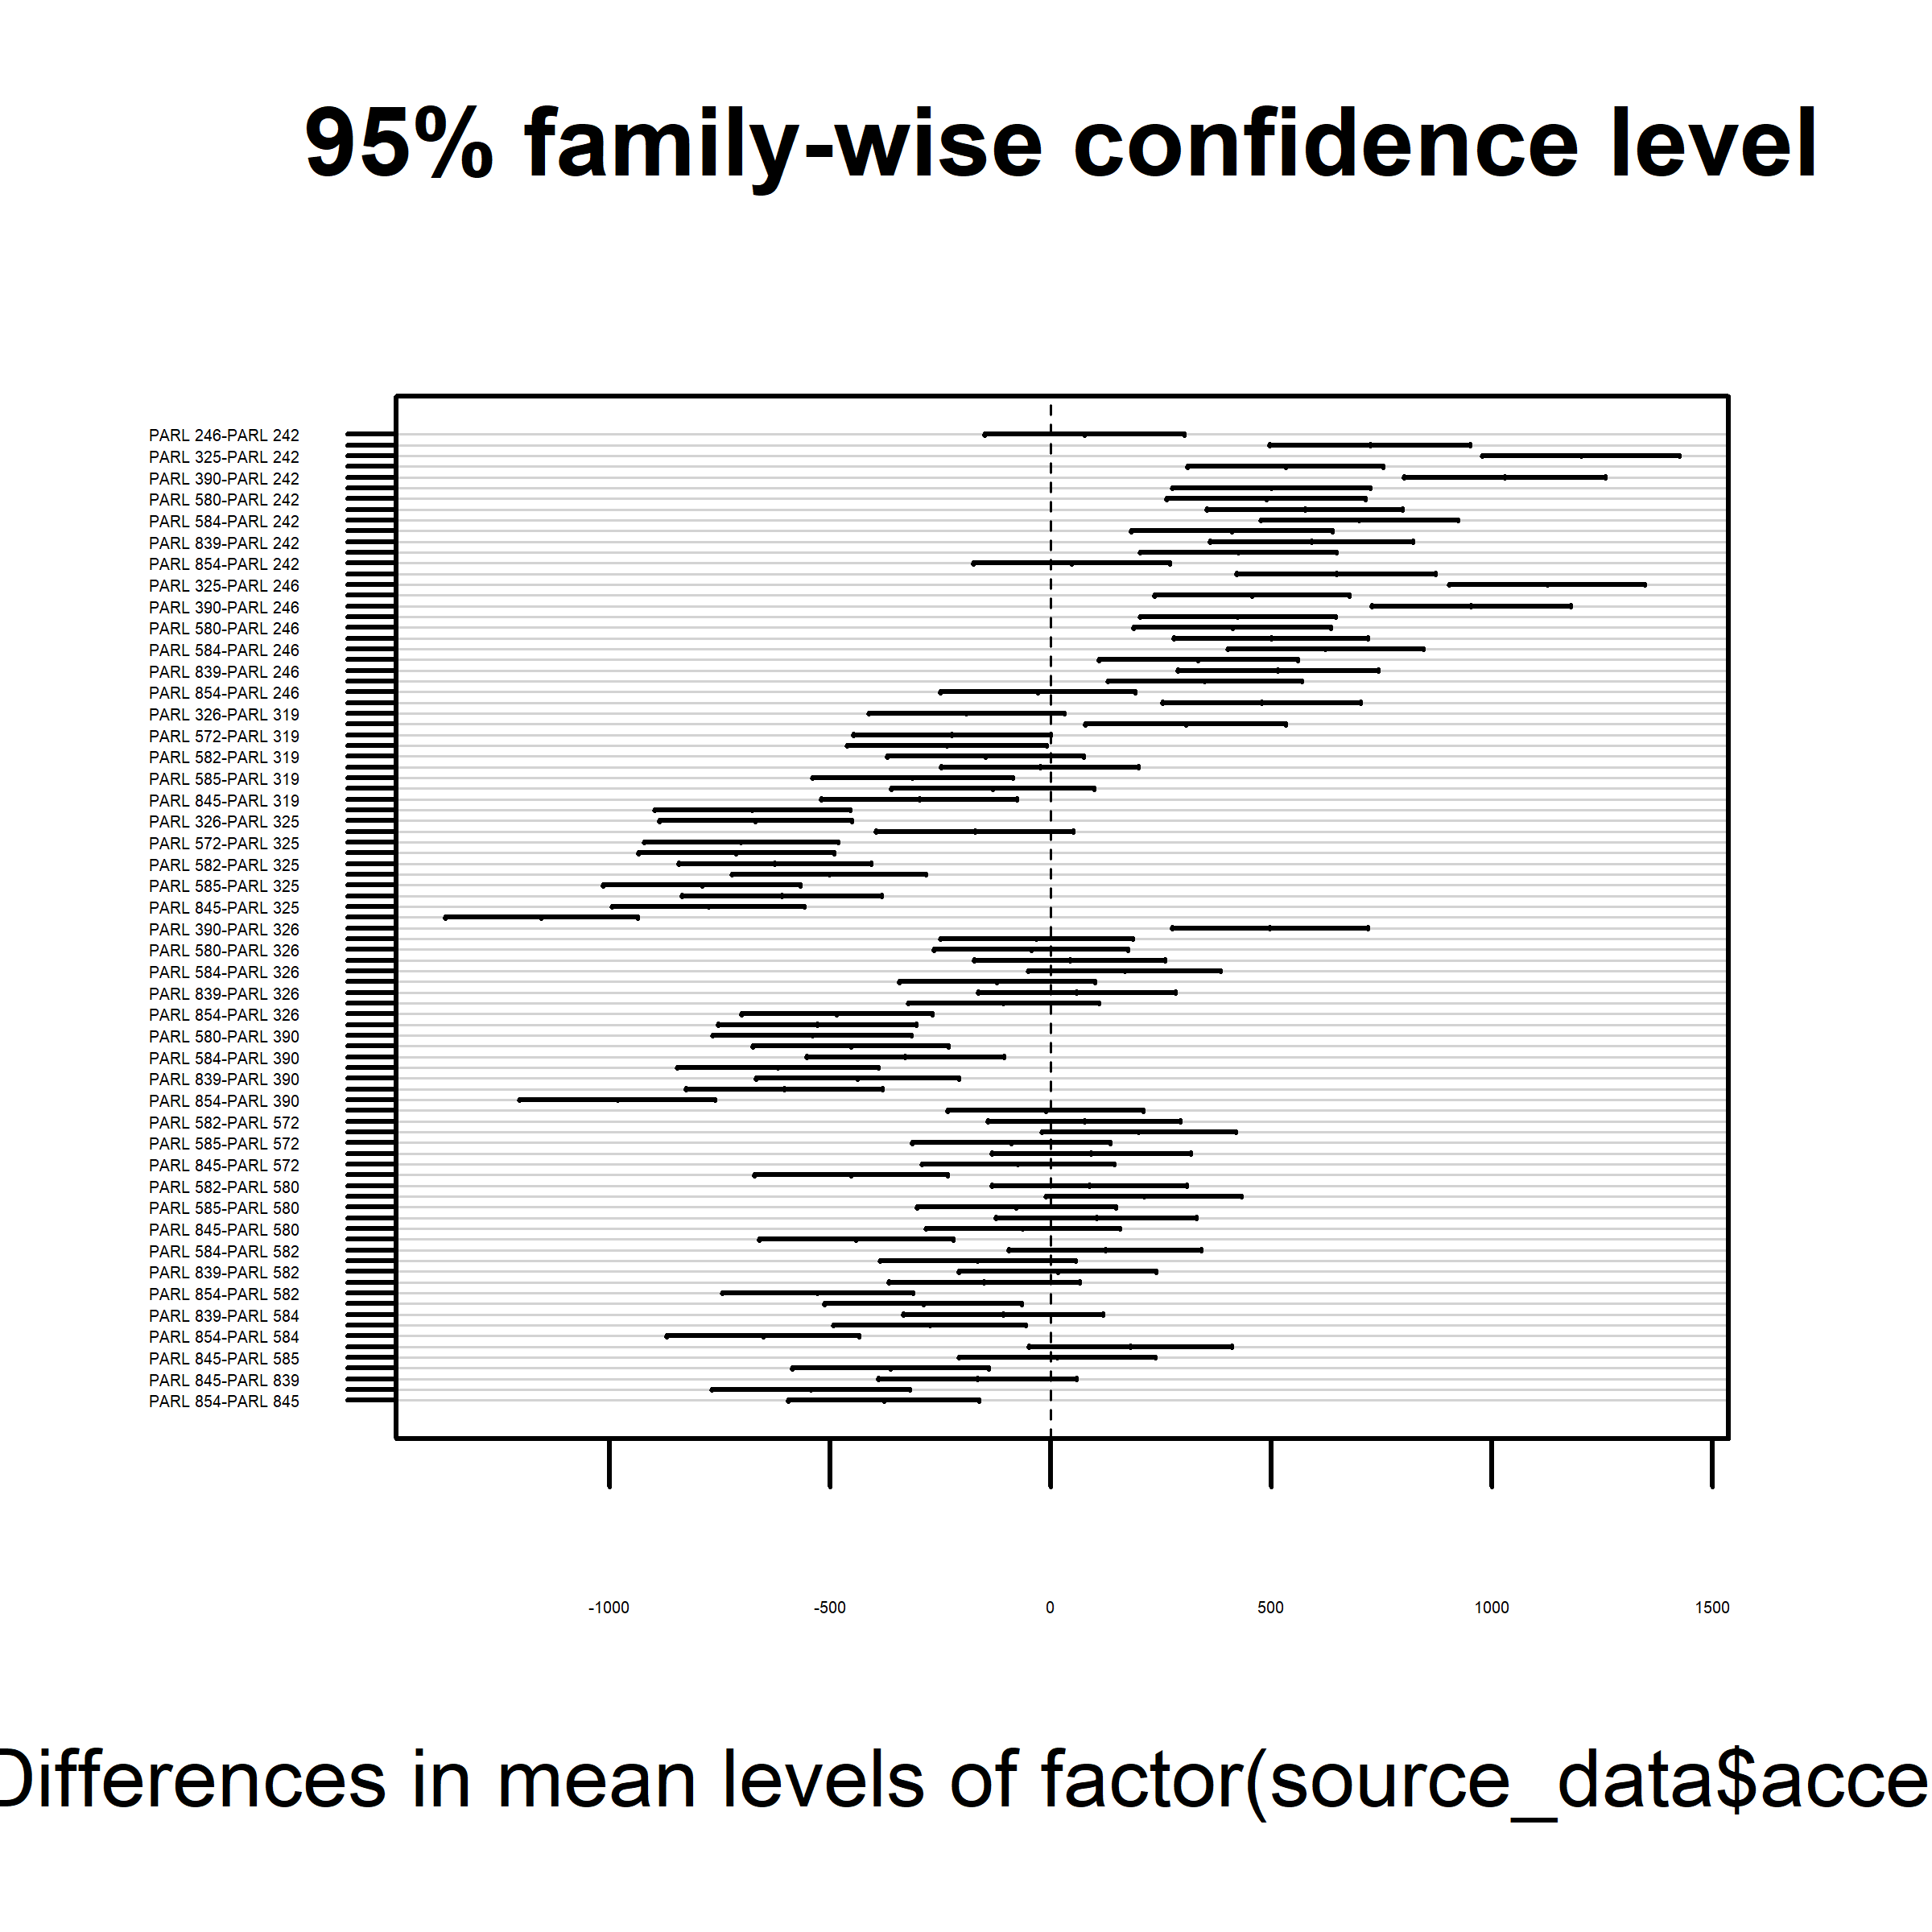 95% family-wise confidence level
PARL 246-PARL 242
PARL 325-PARL 242
PARL 390-PARL 242
PARL 580-PARL 242
PARL 584-PARL 242
PARL 839-PARL 242
PARL 854-PARL 242
PARL 325-PARL 246
PARL 390-PARL 246
PARL 580-PARL 246
PARL 584-PARL 246
PARL 839-PARL 246
PARL 854-PARL 246
PARL 326-PARL 319
PARL 572-PARL 319
PARL 582-PARL 319
PARL 585-PARL 319
PARL 845-PARL 319
PARL 326-PARL 325
PARL 572-PARL 325
PARL 582-PARL 325
PARL 585-PARL 325
PARL 845-PARL 325
PARL 390-PARL 326
PARL 580-PARL 326
PARL 584-PARL 326
PARL 839-PARL 326
PARL 854-PARL 326
PARL 580-PARL 390
PARL 584-PARL 390
PARL 839-PARL 390
PARL 854-PARL 390
PARL 582-PARL 572
PARL 585-PARL 572
PARL 845-PARL 572
PARL 582-PARL 580
PARL 585-PARL 580
PARL 845-PARL 580
PARL 584-PARL 582
PARL 839-PARL 582
PARL 854-PARL 582
PARL 839-PARL 584
PARL 854-PARL 584
PARL 845-PARL 585
PARL 845-PARL 839
PARL 854-PARL 845
-1000 -500 0 500 1000 1500
Differences in mean levels of factor(source_data$acce